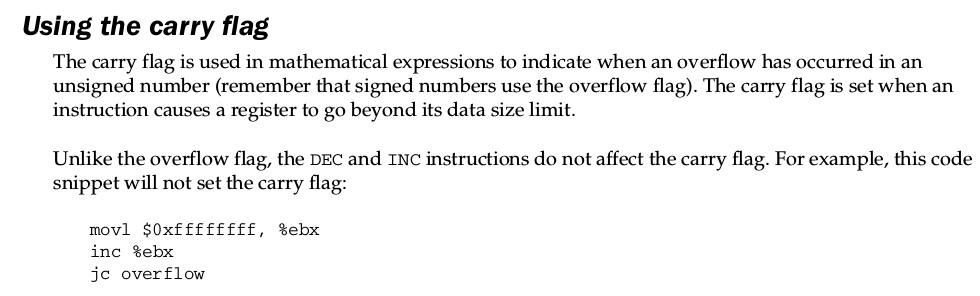 Using the carry flag
The carry flag is used in mathematical expressions to indicate when an overflow has occurred in an
unsigned number (remember that signed numbers use the overflow flag). The carry flag is set when an
instruction causes a register to go beyond its data size limit.
Unlike the overflow flag, the DEC and INC instructions do not affect the carry flag. For example, this code
snippet will not set the carry flag:
movl $0xffffffff, %ebx
inc %ebx
jc overflow